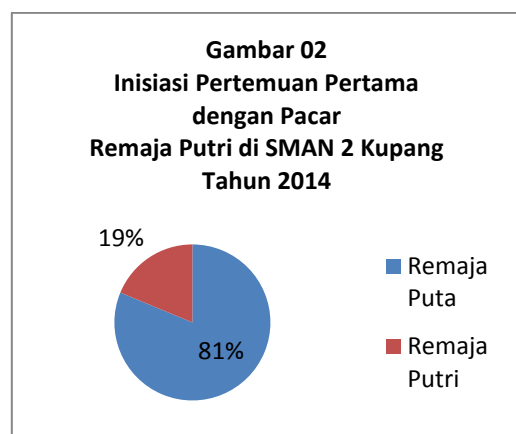 Gambar 02
Inisiasi Pertemuan Pertama
dengan Pacar
Remaja Putri di SMAN 2 Kupang
Tahun 2014
19%
81%
Remaja
Puta
Remaja
Putri